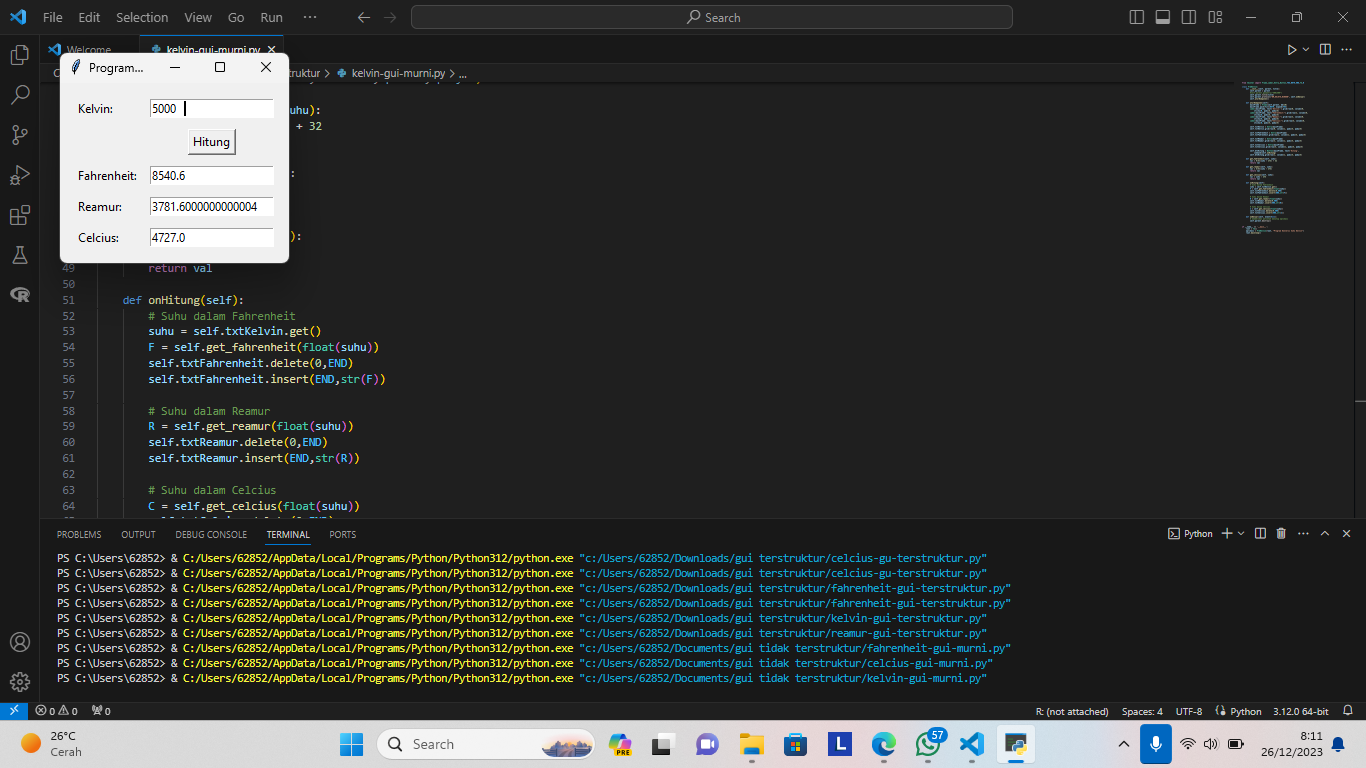 File Edit Selection View Go Run ··· Search
Welcome kelvin-gui-murni.py
Program...
ruktur > kelvin-gui-murni.py > ...
Kelvin: 5000
Hitung
Fahrenheit: 8540.6
Reamur: 3781.6000000000004
Celcius: 4727.0
suhu):
+ 32
:
):
49 return val
50
51 def onHitung(self):
52 # Suhu dalam Fahrenheit
53 suhu = self.txtKelvin.get()
54 F = self.get_fahrenheit(float(suhu))
55 self.txtFahrenheit.delete(0,END)
56 self.txtFahrenheit.insert(END,str(F))
57
58 # Suhu dalam Reamur
59 R = self.get_reamur(float(suhu))
60 self.txtReamur.delete(0,END)
61 self.txtReamur.insert(END,str(R))
62
63 # Suhu dalam Celcius
64 C = self.get_celcius(float(suhu))
PROBLEMS OUTPUT DEBUG CONSOLE TERMINAL PORTS Python
PS C:\Users\62852> & C:/Users/62852/AppData/Local/Programs/Python/Python312/python.exe "c:/Users/62852/Downloads/gui terstruktur/celcius-gu-terstruktur.py"
PS C:\Users\62852> & C:/Users/62852/AppData/Local/Programs/Python/Python312/python.exe "c:/Users/62852/Downloads/gui terstruktur/celcius-gu-terstruktur.py"
PS C:\Users\62852> & C:/Users/62852/AppData/Local/Programs/Python/Python312/python.exe "c:/Users/62852/Downloads/gui terstruktur/fahrenheit-gui-terstruktur.py"
PS C:\Users\62852> & C:/Users/62852/AppData/Local/Programs/Python/Python312/python.exe "c:/Users/62852/Downloads/gui terstruktur/fahrenheit-gui-terstruktur.py"
PS C:\Users\62852> & C:/Users/62852/AppData/Local/Programs/Python/Python312/python.exe "c:/Users/62852/Downloads/gui terstruktur/kelvin-gui-terstruktur.py"
PS C:\Users\62852> & C:/Users/62852/AppData/Local/Programs/Python/Python312/python.exe "c:/Users/62852/Downloads/gui terstruktur/reamur-gui-terstruktur.py"
PS C:\Users\62852> & C:/Users/62852/AppData/Local/Programs/Python/Python312/python.exe "c:/Users/62852/Documents/gui tidak terstruktur/fahrenheit-gui-murni.py"
PS C:\Users\62852> & C:/Users/62852/AppData/Local/Programs/Python/Python312/python.exe "c:/Users/62852/Documents/gui tidak terstruktur/celcius-gui-murni.py"
PS C:\Users\62852> & C:/Users/62852/AppData/Local/Programs/Python/Python312/python.exe "c:/Users/62852/Documents/gui tidak terstruktur/kelvin-gui-murni.py"
0 0 0 R: (not attached) Spaces: 4 UTF-8 Python 3.12.0 64-bit
26°C
Cerah
Search
PRE
L
57
8:11
26/12/2023